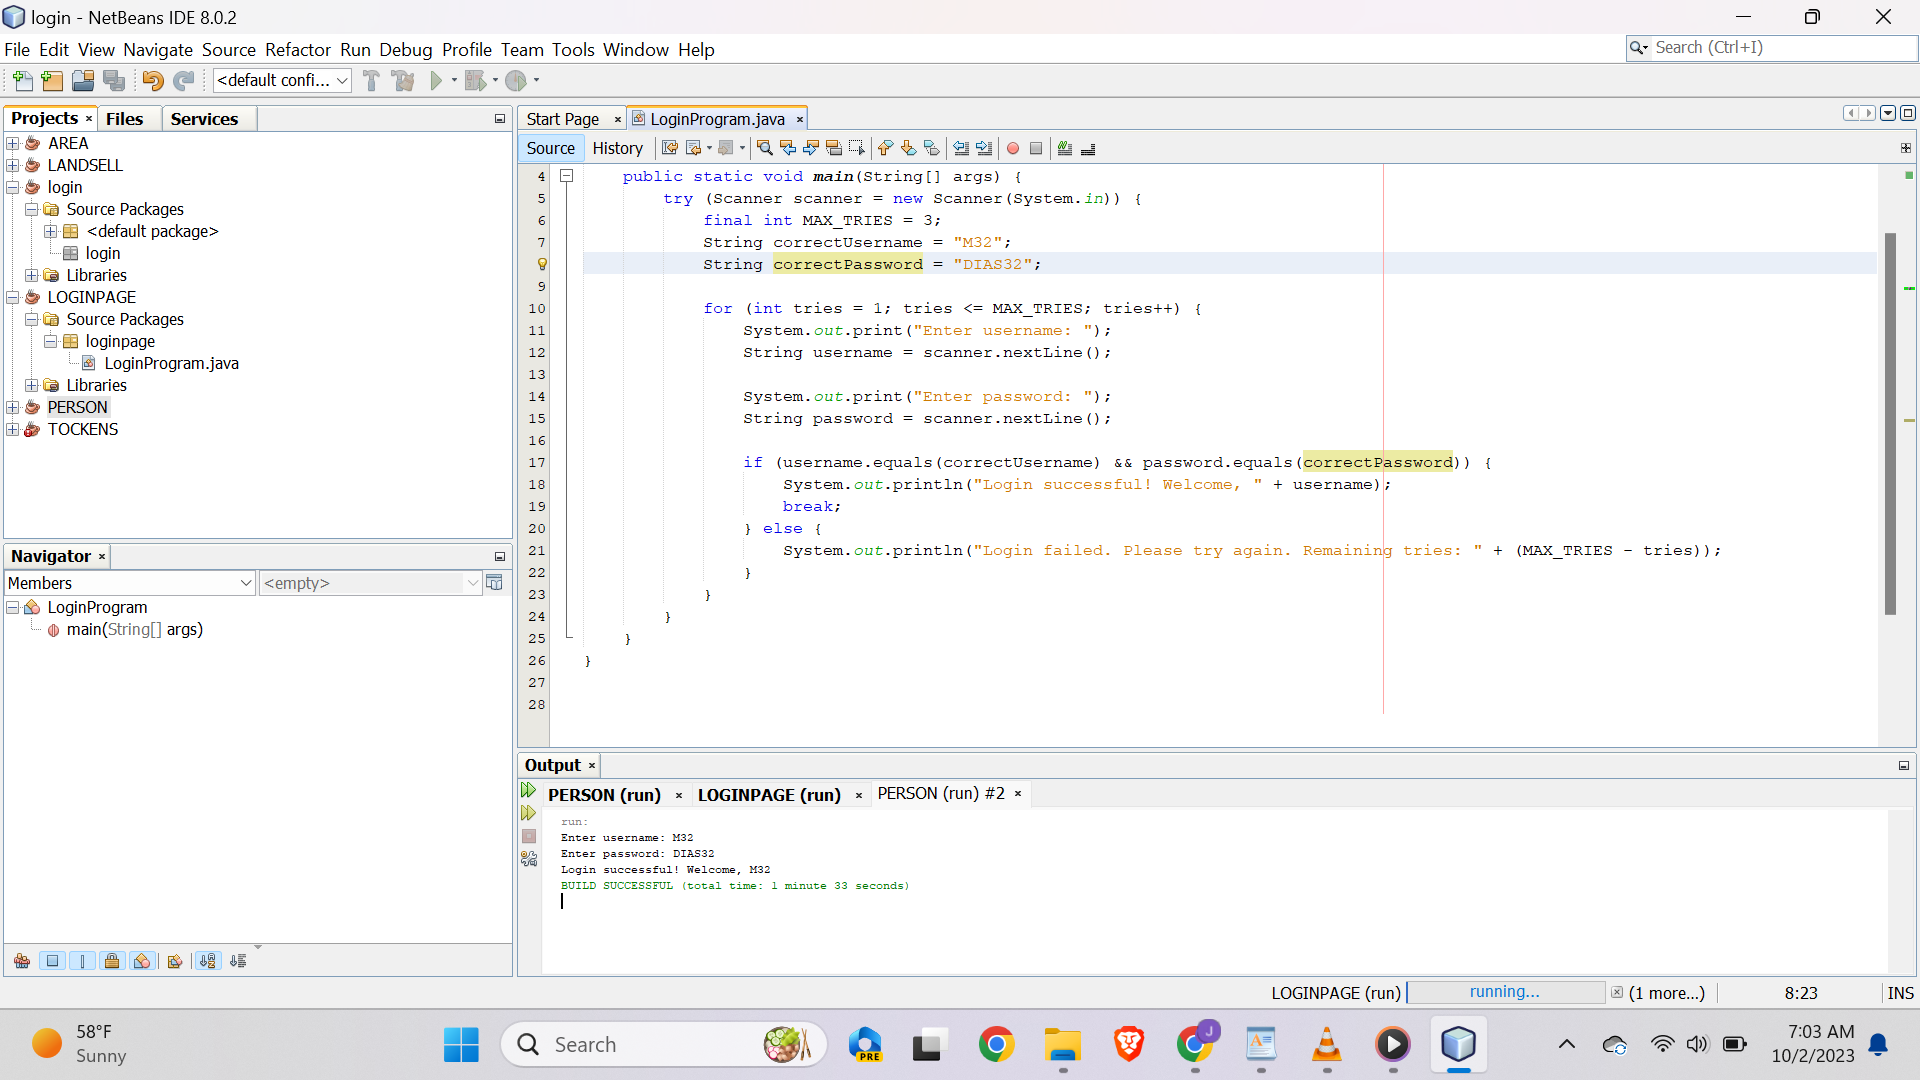 login - NetBeans IDE 8.0.2
File Edit View Navigate Source Refactor Run Debug Profile Team Tools Window Help
Search (Ctrl+I)
<default confi...
Projects Files Services
AREA
LANDSELL
login
Source Packages
<default package>
login
Libraries
LOGINPAGE
Source Packages
loginpage
LoginProgram.java
Libraries
PERSON
TOCKENS
Navigator
Members <empty>
LoginProgram
main(String[] args)
Start Page LoginProgram.java
Source History
4 public static void main(String[] args) {
5 try (Scanner scanner = new Scanner(System.in)) {
6 final int MAX_TRIES = 3;
7 String correctUsername = "M32";
String correctPassword = "DIAS32";
9
10 for (int tries = 1; tries <= MAX_TRIES; tries++) {
11 System.out.print("Enter username: ");
12 String username = scanner.nextLine();
13
14 System.out.print("Enter password: ");
15 String password = scanner.nextLine();
16
17 if (username.equals(correctUsername) && password.equals(correctPassword)) {
18 System.out.println("Login successful! Welcome, " + username);
19 break;
20 } else {
21 System.out.println("Login failed. Please try again. Remaining tries: " + (MAX_TRIES - tries));
22 }
23 }
24 }
25 }
26 }
27
28
Output
PERSON (run) LOGINPAGE (run) PERSON (run) #2
run:
Enter username: M32
Enter password: DIAS32
Login successful! Welcome, M32
BUILD SUCCESSFUL (total time: 1 minute 33 seconds)
LOGINPAGE (run) running... (1 more...) 8:23 INS
58°F
Sunny
Search
PRE
J
7:03 AM
10/2/2023